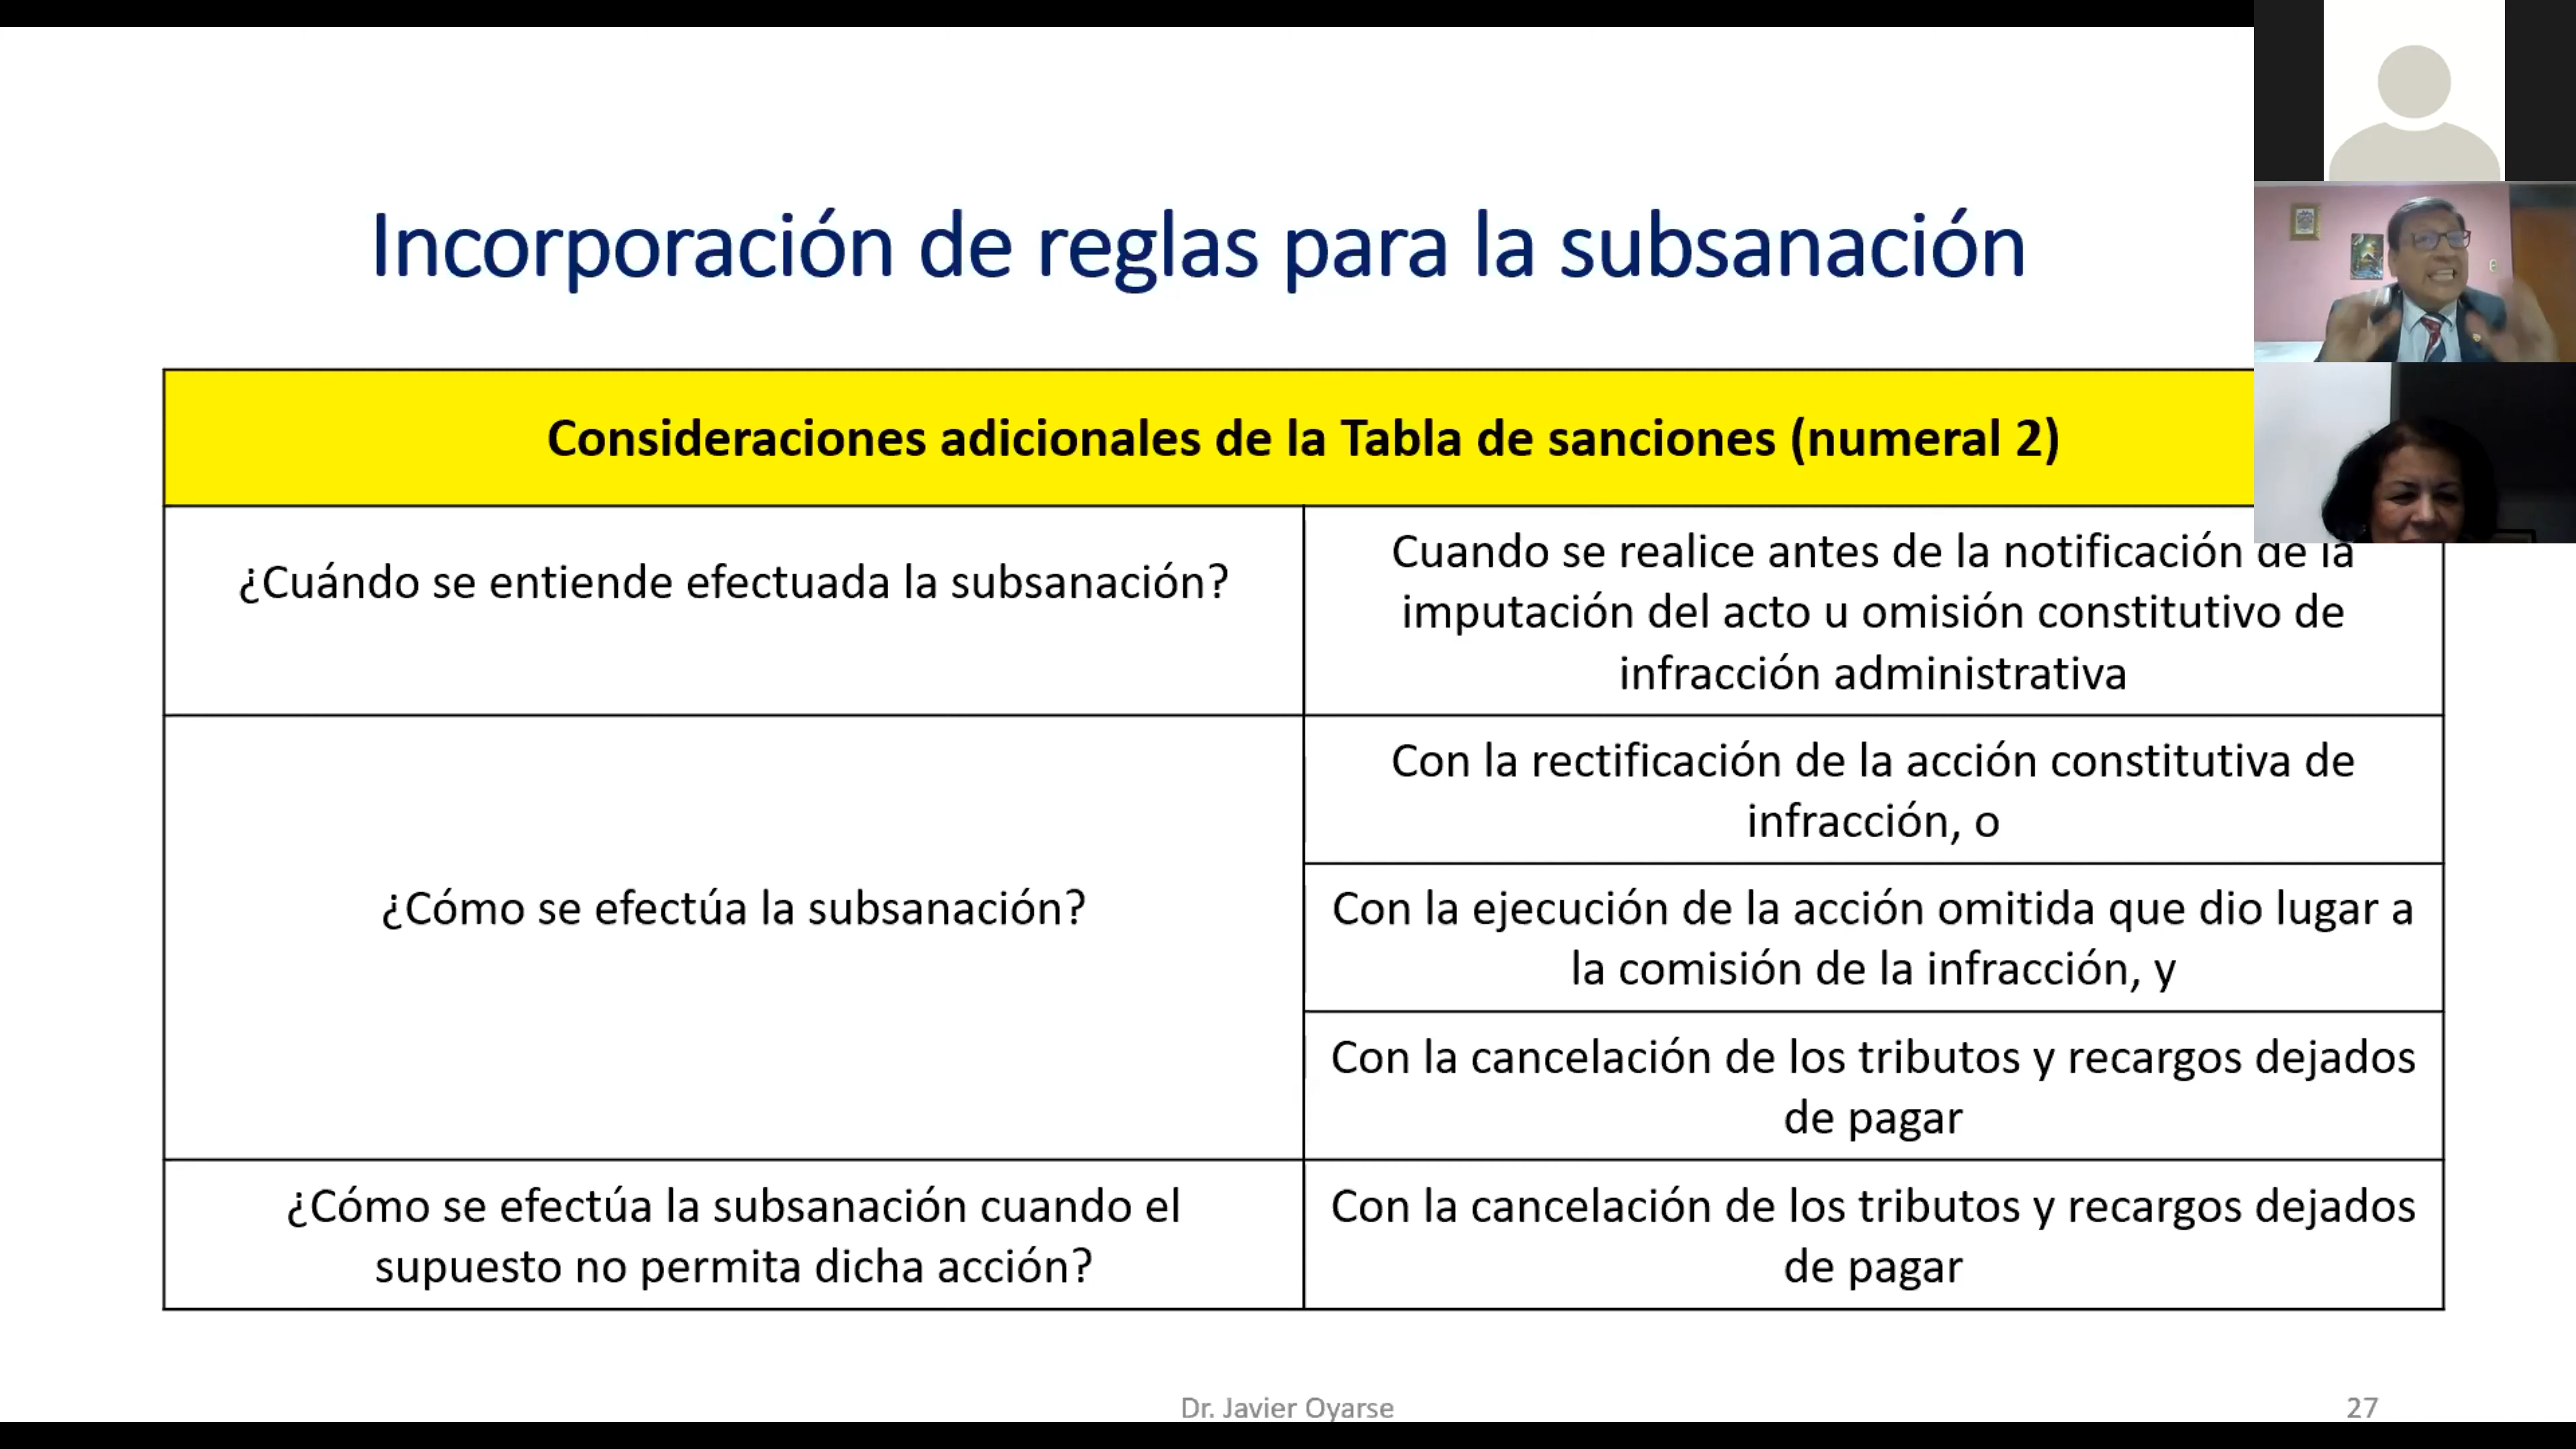 Incorporación de reglas para la subsanación
Consideraciones adicionales de la Tabla de sanciones (numeral 2)
¿Cuándo se entiende efectuada la subsanación?
Cuando se realice antes de la notificación de la
imputación del acto u omisión constitutivo de
infracción administrativa
¿Cómo se efectúa la subsanación?
Con la rectificación de la acción constitutiva de
infracción, o
Con la ejecución de la acción omitida que dio lugar a
la comisión de la infracción, y
Con la cancelación de los tributos y recargos dejados
de pagar
¿Cómo se efectúa la subsanación cuando el
supuesto no permita dicha acción?
Con la cancelación de los tributos y recargos dejados
de pagar
Dr. Javier Oyarse
27